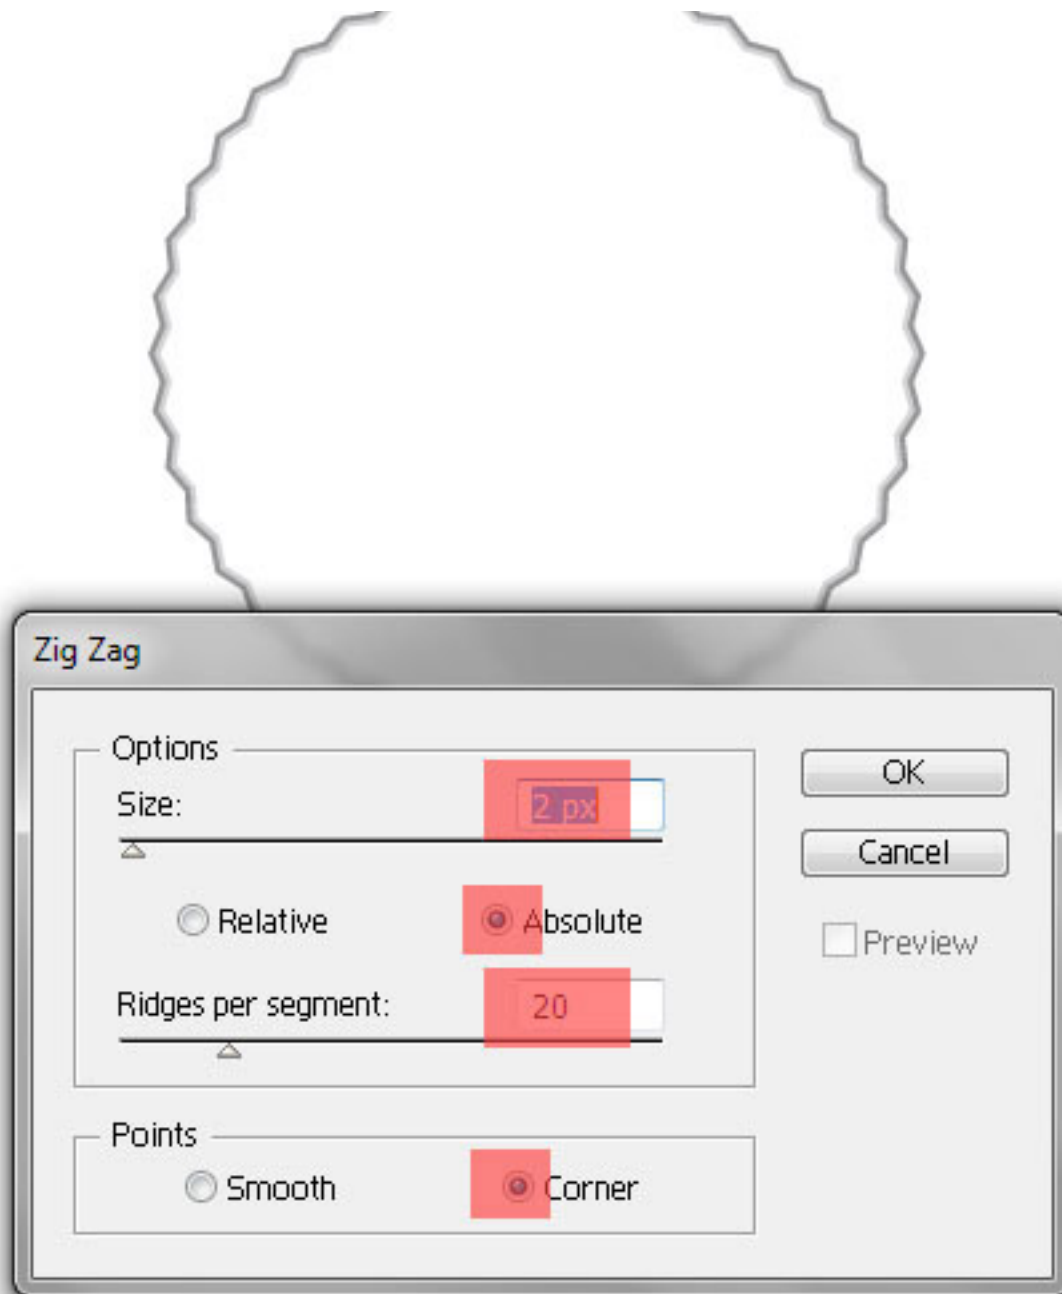 Zig Zag
Options
Size: 2 px
OK
Cancel
Relative Absolute
Preview
Ridges per segment: 20
Points
Smooth Corner